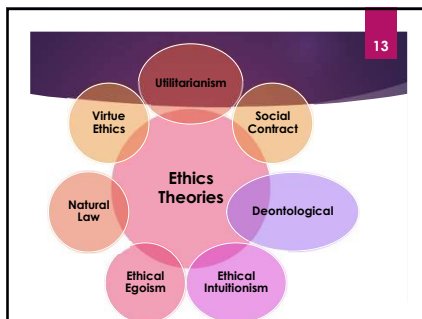 13
Utilitarianism
Virtue
Ethics
Social
Contract
Ethics
Theories
Natural
Law
Deontological
Ethical
Egoism
Ethical
Intuitionism